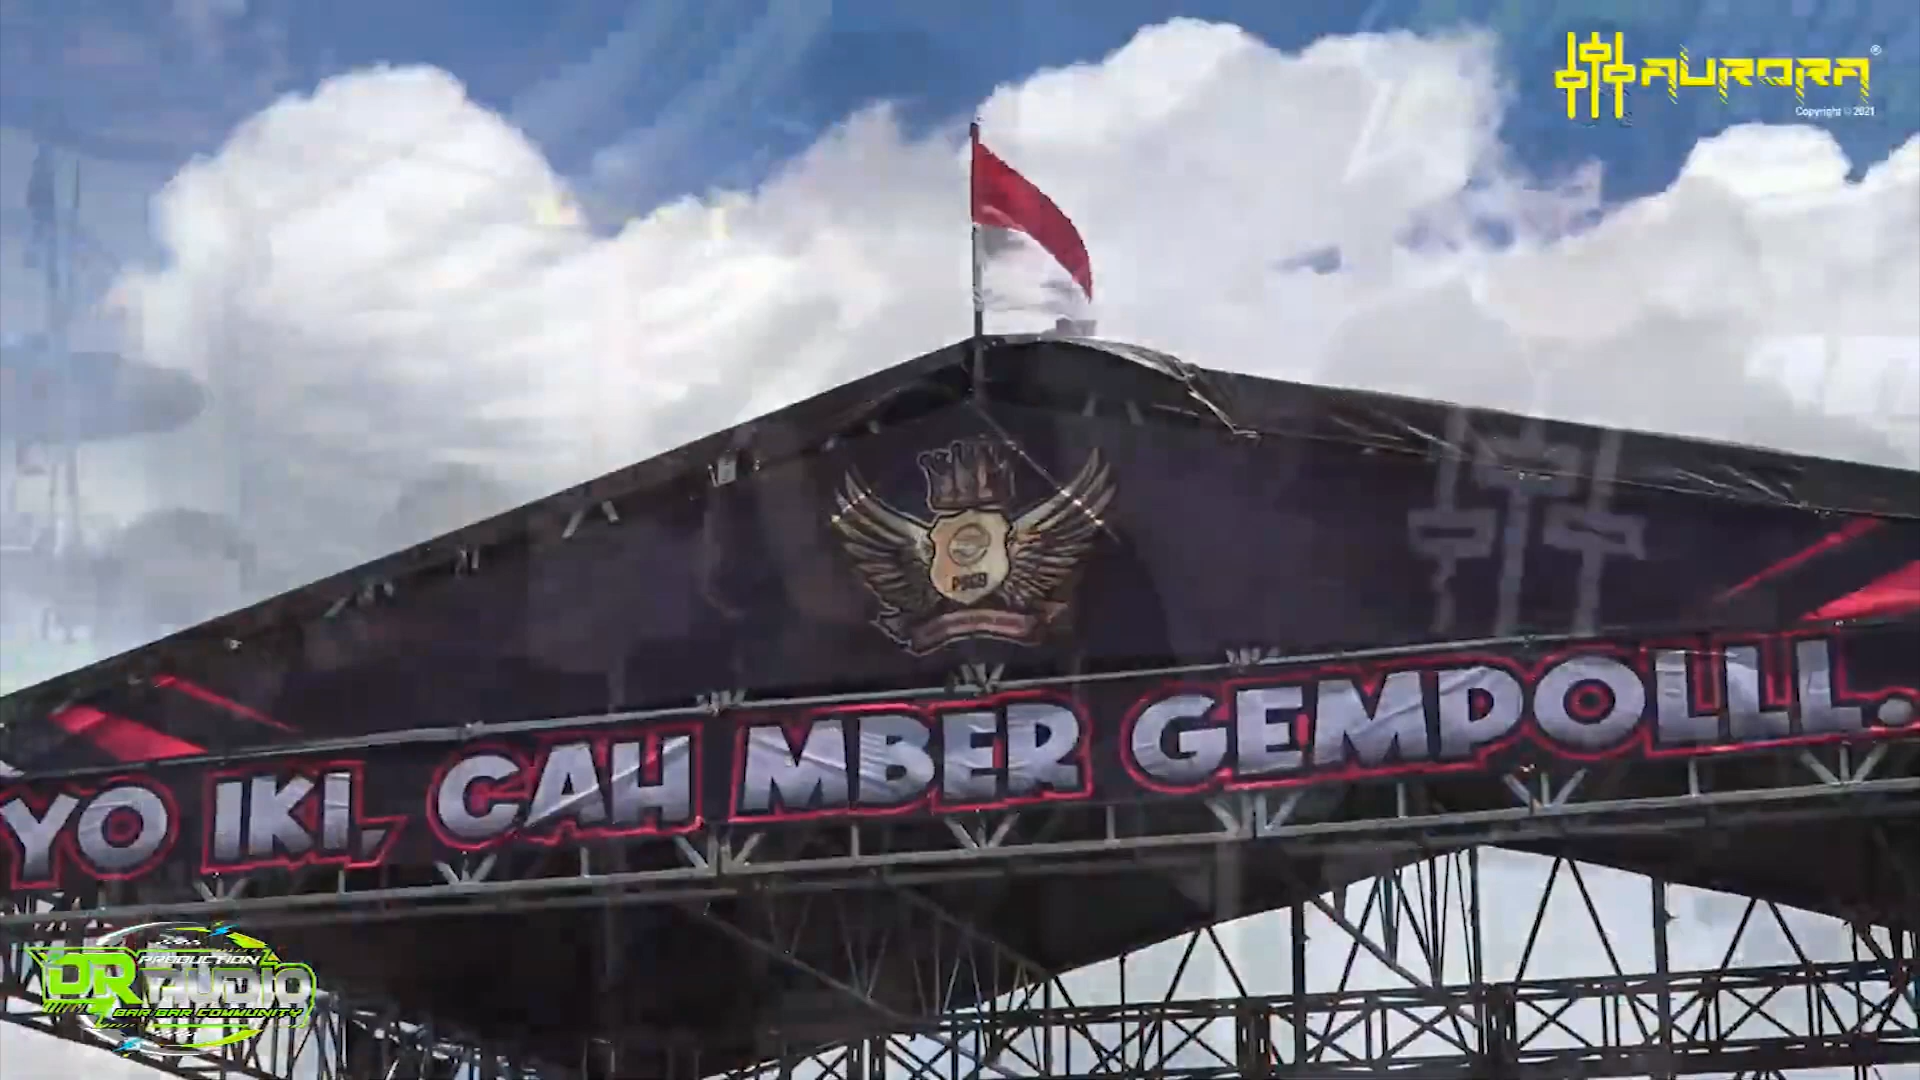 AURORA®
Copyright © 2021
YO IKI, CAH MBER GEMPOLLL.
PRODUCTION
DR AUDIO
BAR BAR COMMUNITY